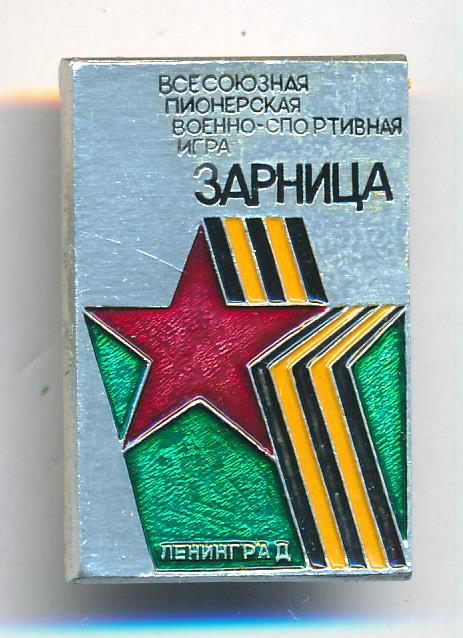 ВСЕСОЮЗНАЯ
ПИОНЕРСКАЯ
ВОЕННО-СПОРТИВНАЯ
ИГРА
ЗАРНИЦА
ЛЕНИНГРАД